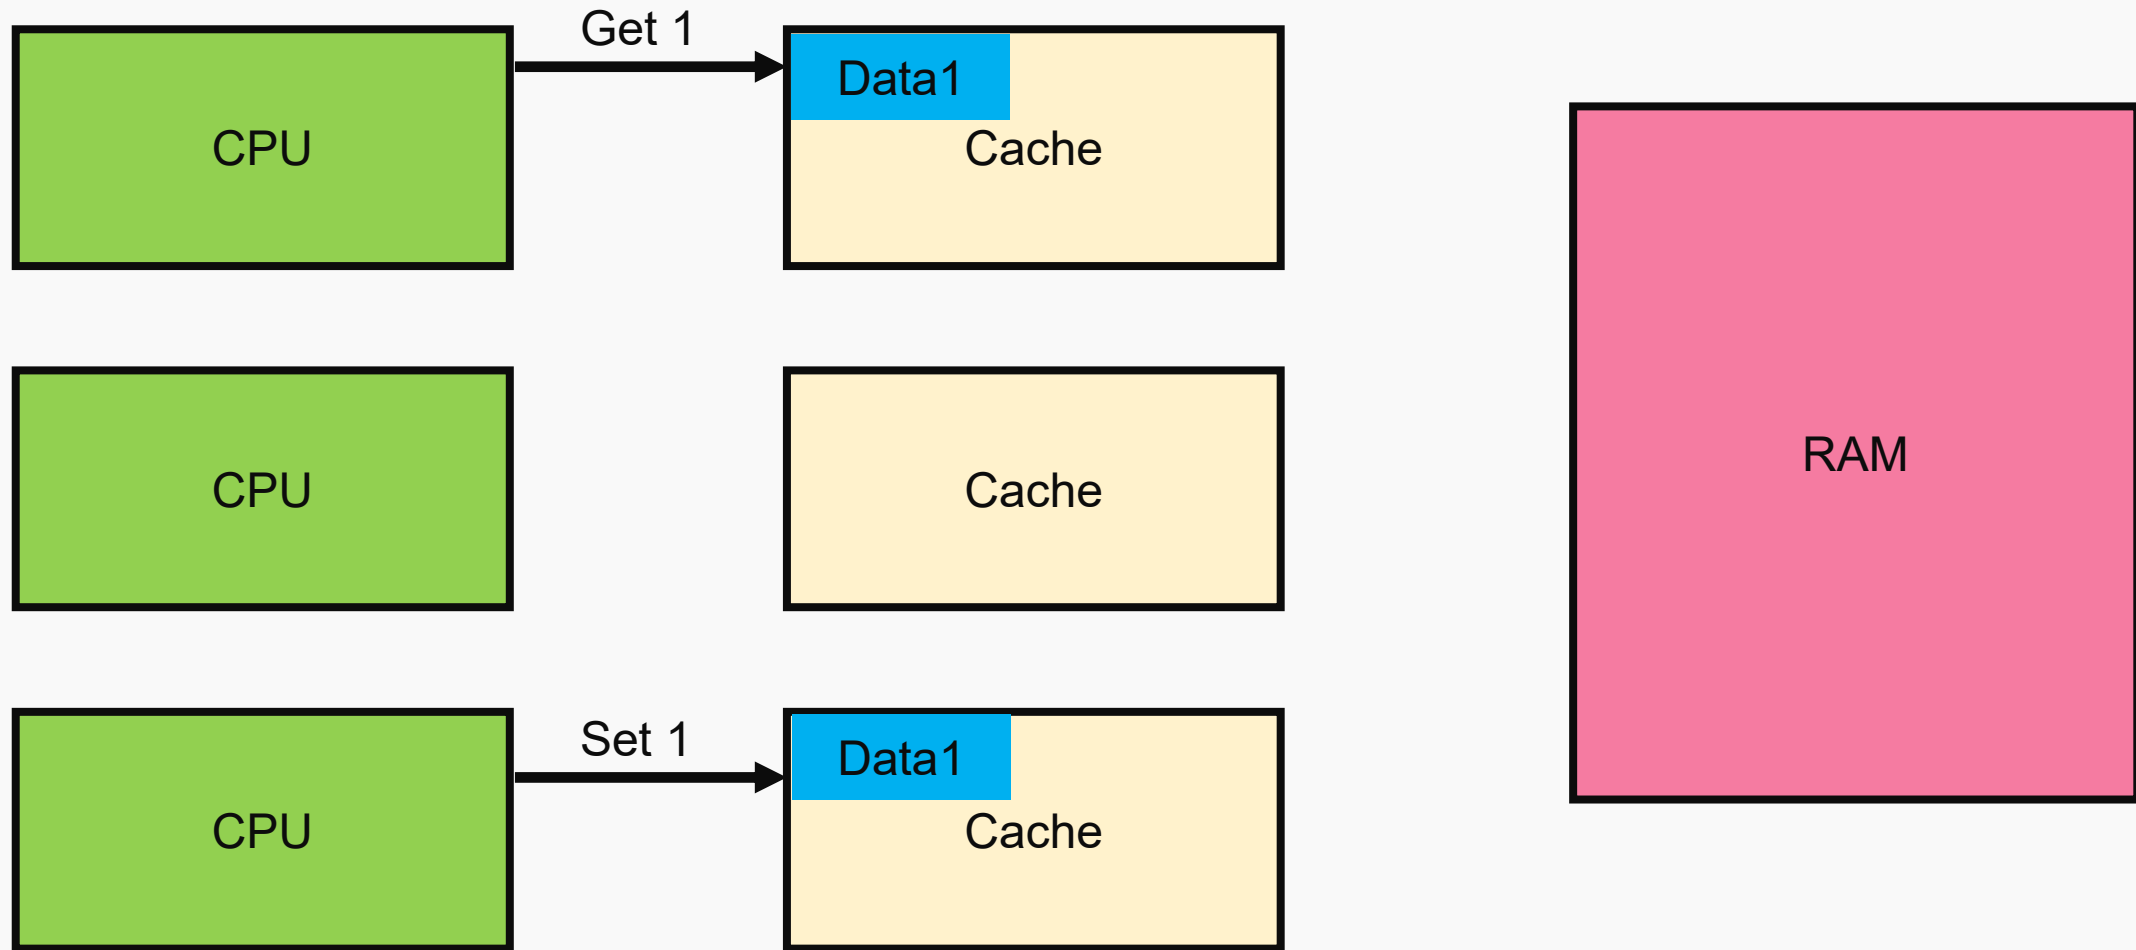 Get 1
Data1
CPU
Cache
RAM
CPU
Cache
Set 1
Data1
CPU
Cache